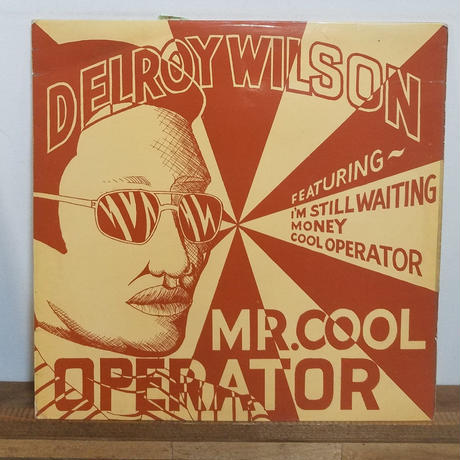 DELROY WILSON
FEATURING~
I'M STILL WAITING
MONEY
COOL OPERATOR
MR.COOL
OPERATOR